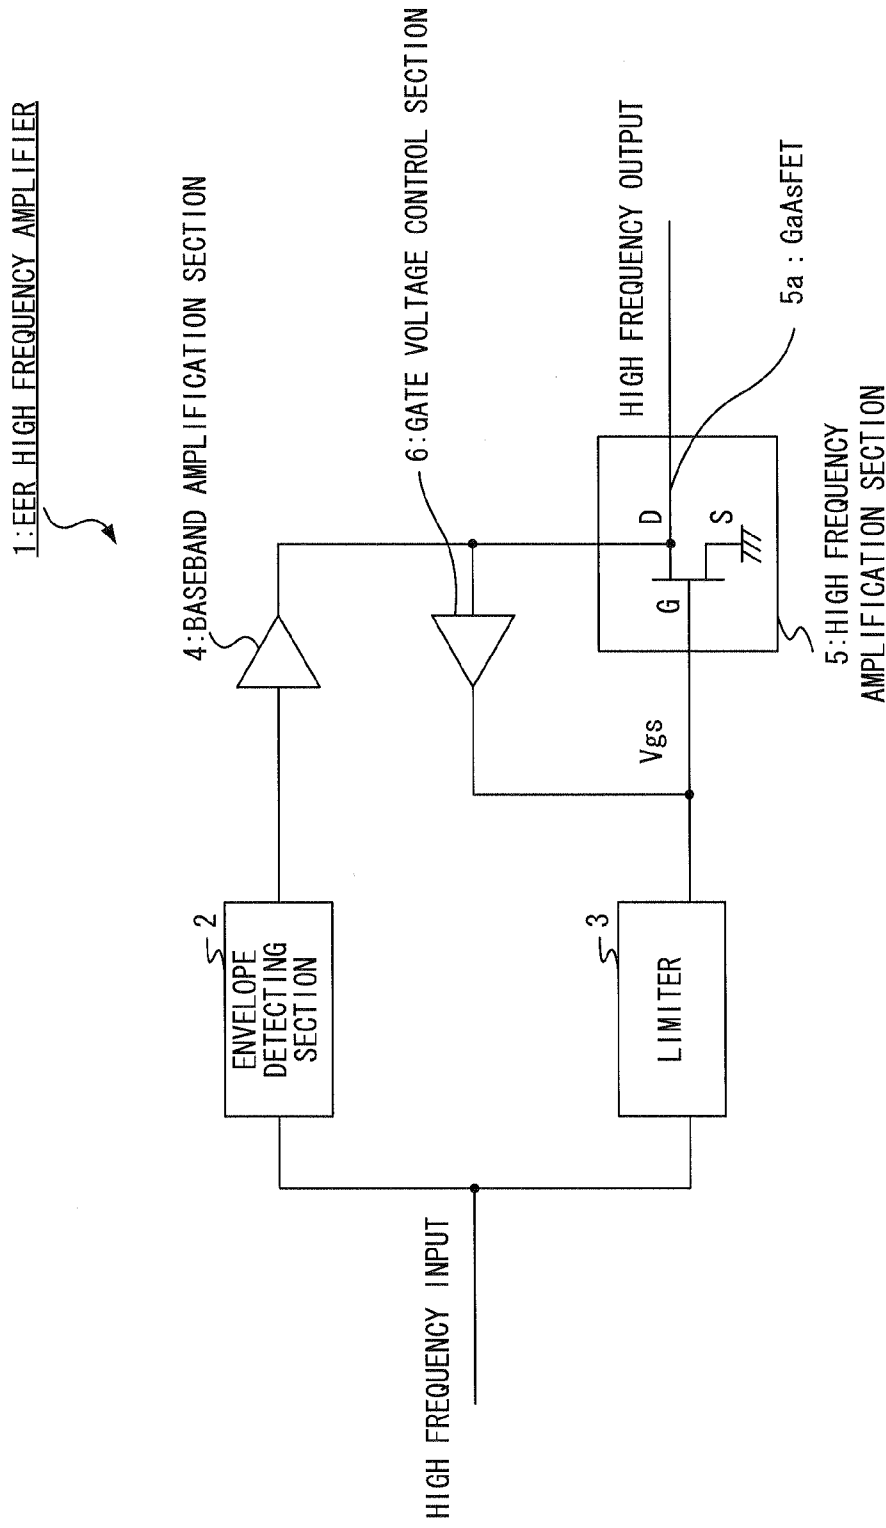 1:EER HIGH FREQUENCY AMPLIFIER
4:BASEBAND AMPLIFICATION SECTION
6:GATE VOLTAGE CONTROL SECTION
HIGH FREQUENCY INPUT
2
ENVELOPE
DETECTING
SECTION
3
LIMITER
Vgs
G
D
S
HIGH FREQUENCY OUTPUT
5a:GaAsFET
5:HIGH FREQUENCY
AMPLIFICATION SECTION